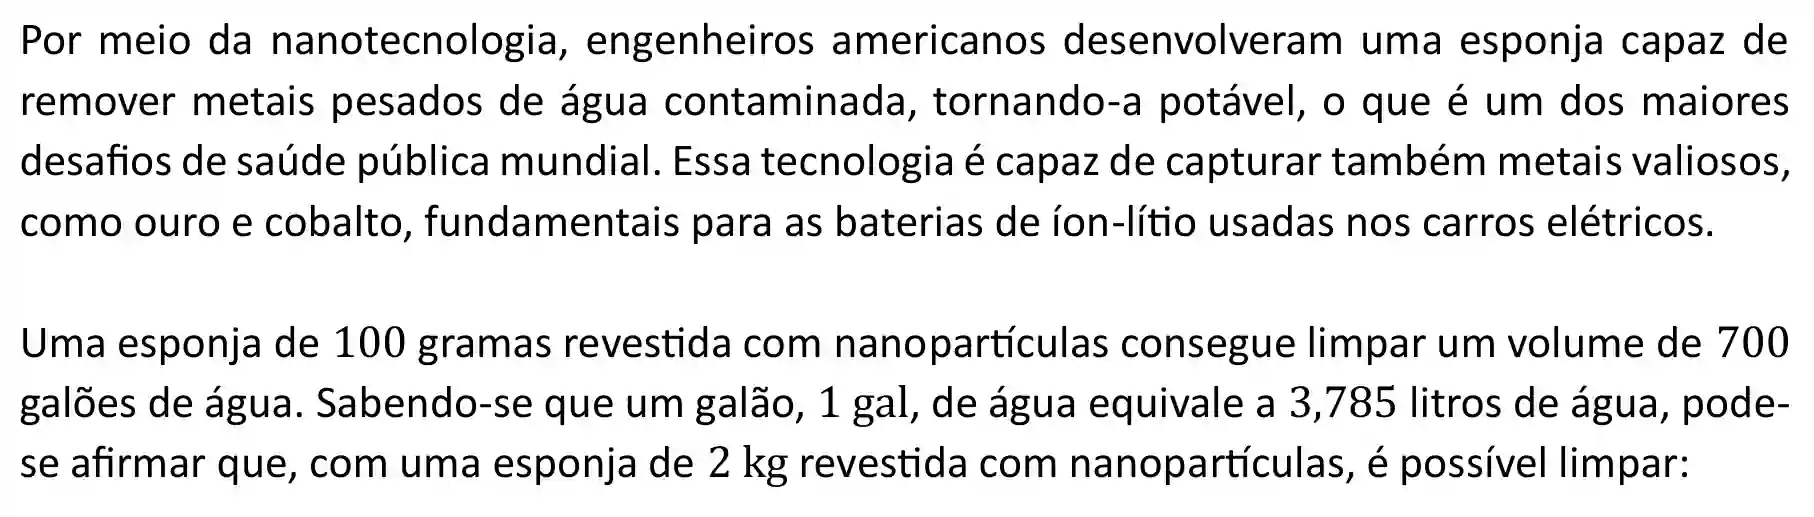 Por meio da nanotecnologia, engenheiros americanos desenvolveram uma esponja capaz de
remover metais pesados de água contaminada, tornando-a potável, o que é um dos maiores
desafios de saúde pública mundial. Essa tecnologia é capaz de capturar também metais valiosos,
como ouro e cobalto, fundamentais para as baterias de íon-lítio usadas nos carros elétricos.
Uma esponja de 100 gramas revestida com nanopartículas consegue limpar um volume de 700
galões de água. Sabendo-se que um galão, 1 gal, de água equivale a 3,785 litros de água, pode-
se afirmar que, com uma esponja de 2 kg revestida com nanopartículas, é possível limpar: